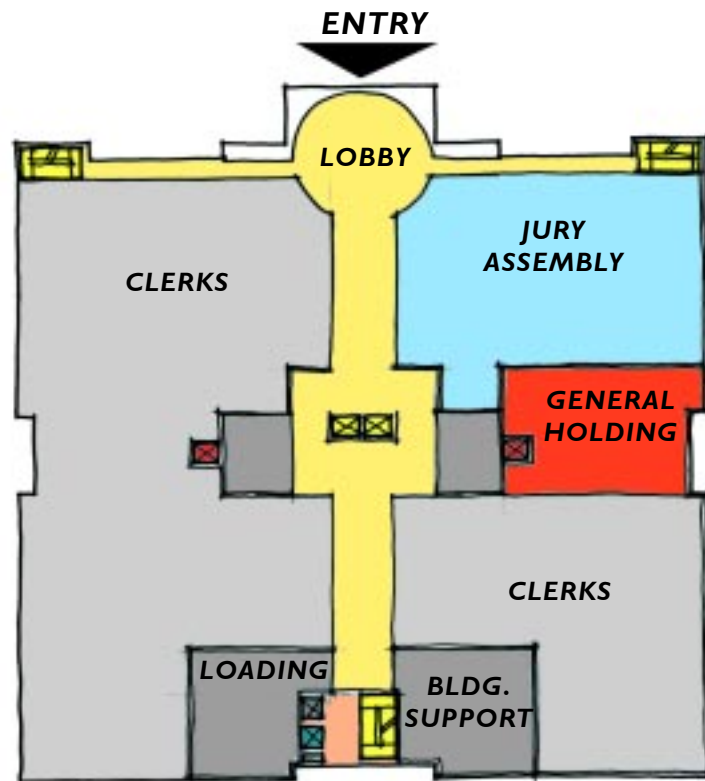 ENTRY
LOBBY
JURY
ASSEMBLY
CLERKS
GENERAL
HOLDING
CLERKS
LOADING
BLDG.
SUPPORT